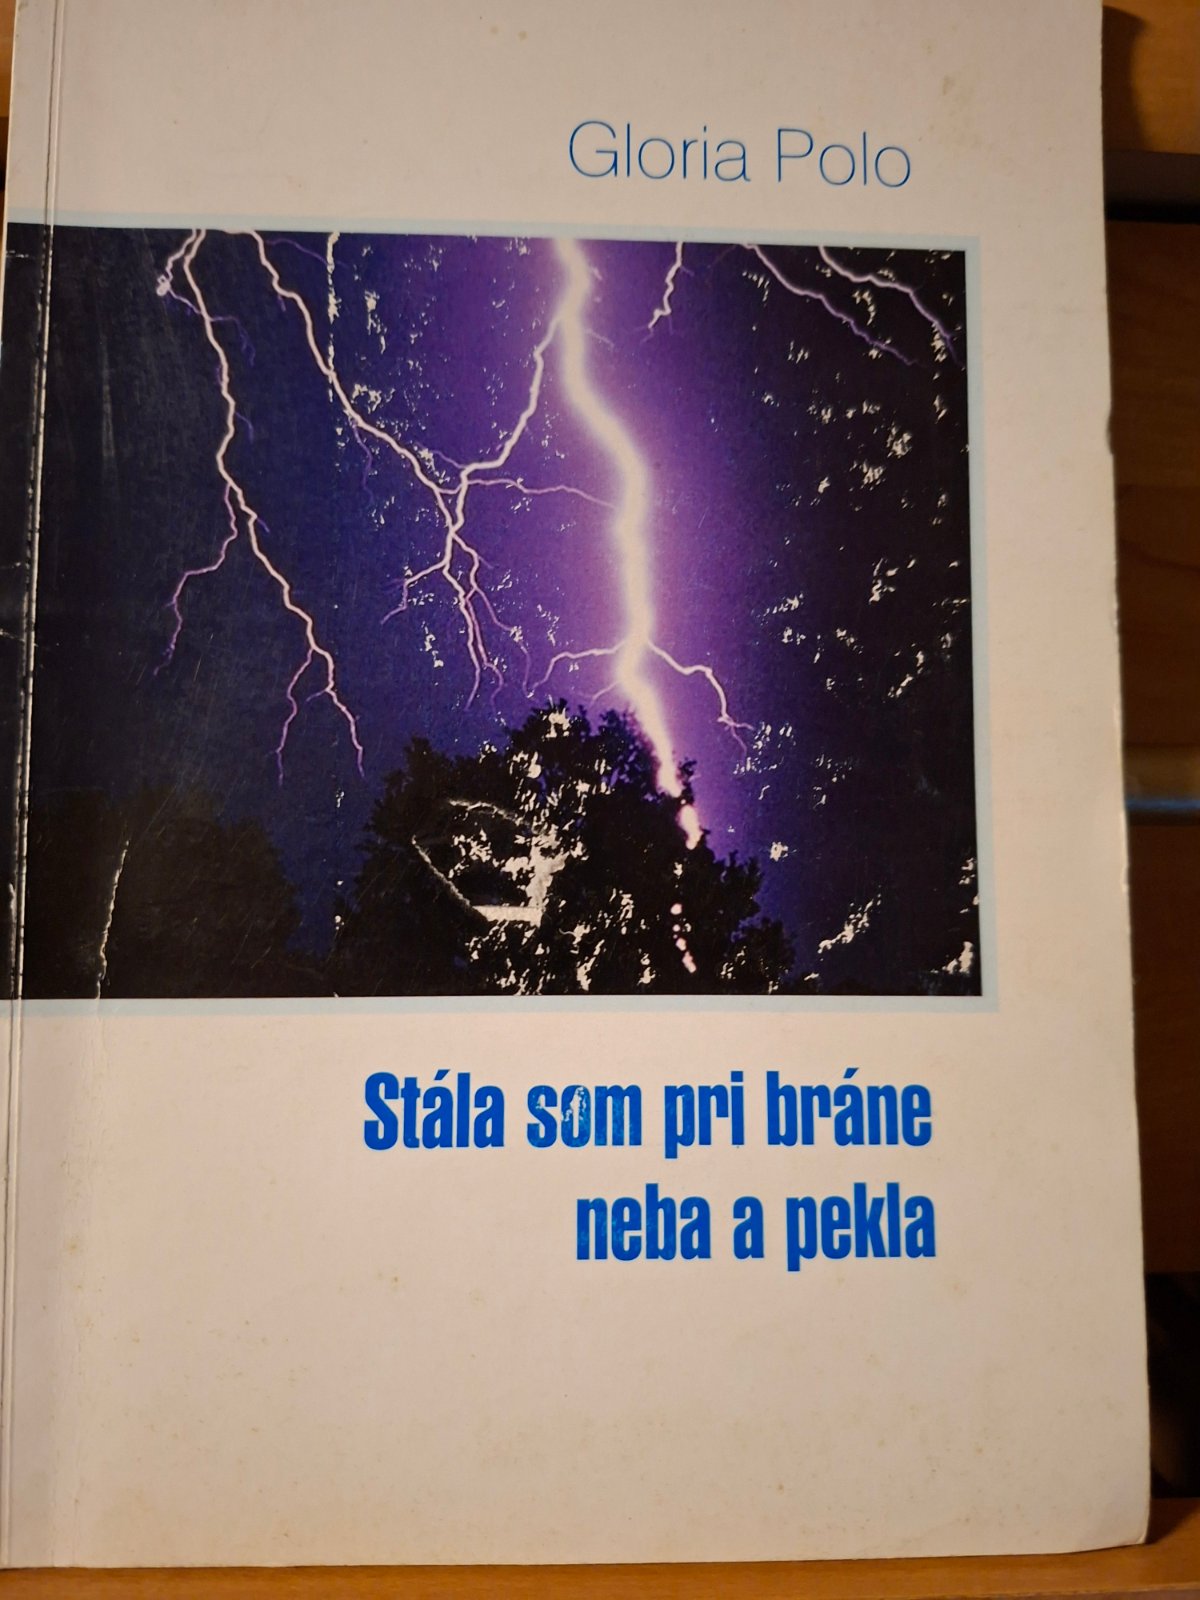 Gloria Polo
Stála som pri bráne
neba a pekla